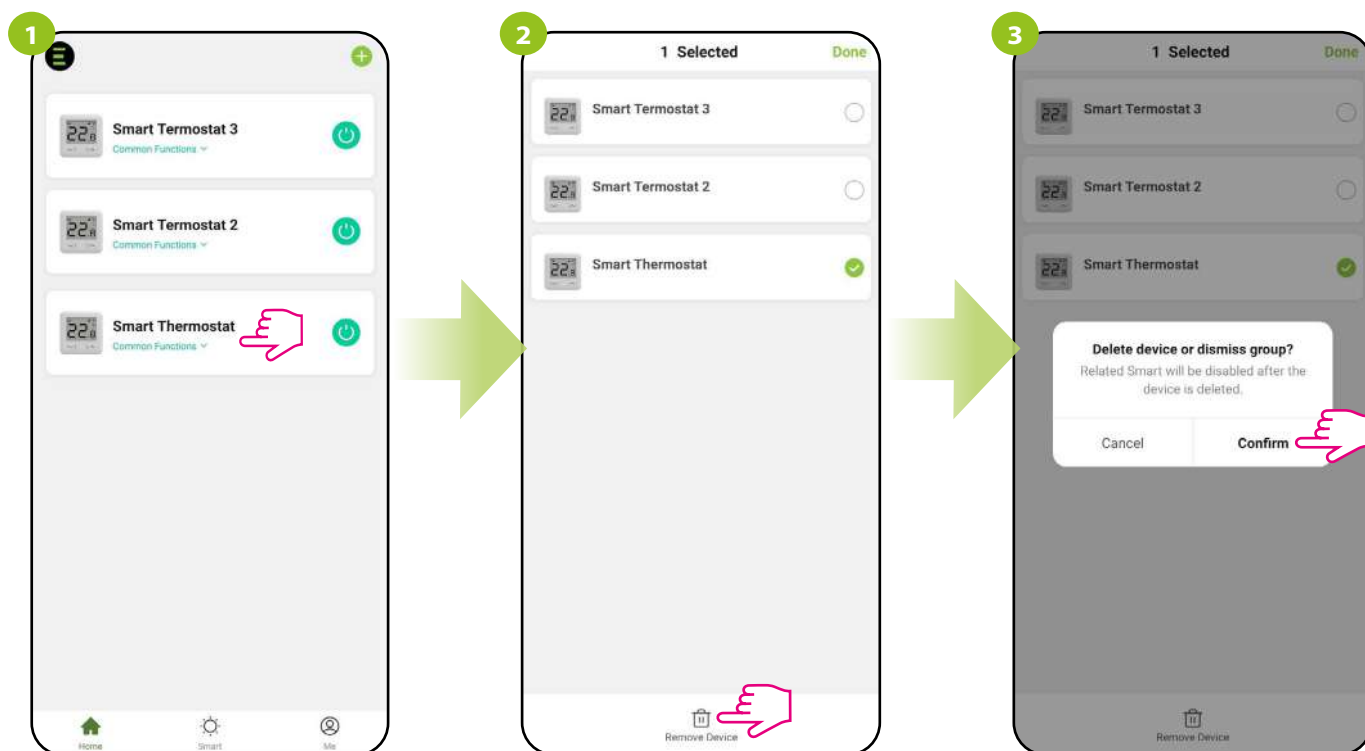 1
Smart Termostat 3
Common Functions
Smart Termostat 2
Common Functions
Smart Thermostat
Common Functions
Home
Smart
Me
2
1 Selected
Done
Smart Termostat 3
Smart Termostat 2
Smart Thermostat
Remove Device
3
1 Selected
Done
Smart Termostat 3
Smart Termostat 2
Smart Thermostat
Delete device or dismiss group?
Related Smart will be disabled after the
device is deleted.
Cancel
Confirm
Remove Device